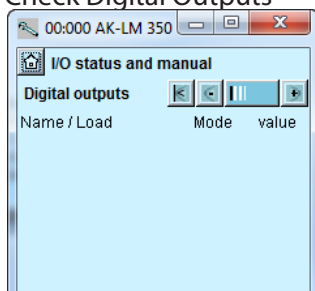 Check Digital Outputs
00:000 AK-LM 350
I/O status and manual
Digital outputs
Name / Load Mode value